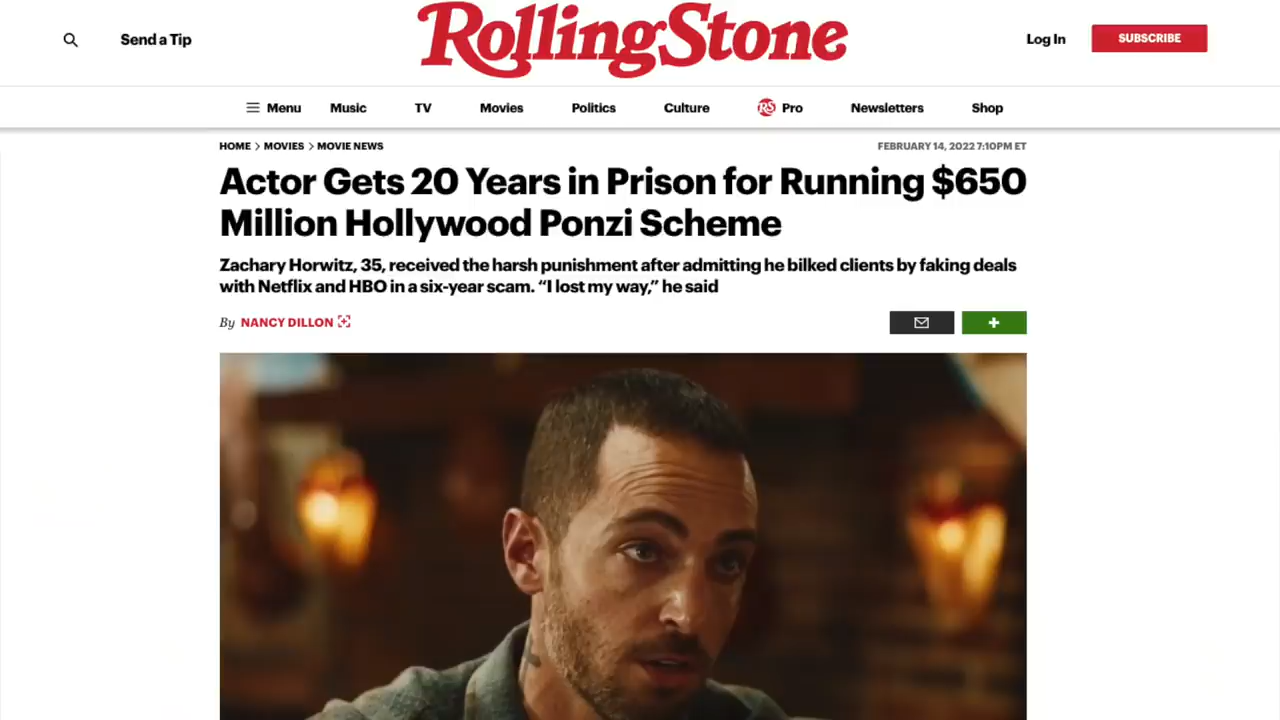 Send a Tip
RollingStone
Log In
SUBSCRIBE
Menu
Music
TV
Movies
Politics
Culture
RS Pro
Newsletters
Shop
HOME > MOVIES > MOVIE NEWS
FEBRUARY 14, 2022 7:10PM ET
Actor Gets 20 Years in Prison for Running $650
Million Hollywood Ponzi Scheme
Zachary Horwitz, 35, received the harsh punishment after admitting he bilked clients by faking deals
with Netflix and HBO in a six-year scam. “I lost my way,” he said
By NANCY DILLON